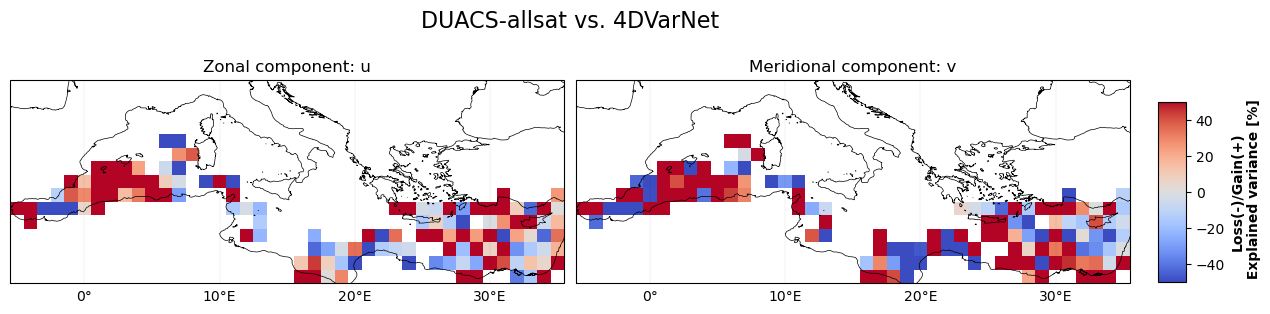 DUACS-allsat vs. 4DVarNet
Zonal component: u
Meridional component: v
0°
10°E
20°E
30°E
0°
10°E
20°E
30°E
40
20
0
−20
−40
Loss(-)/Gain(+)
Explained variance [%]